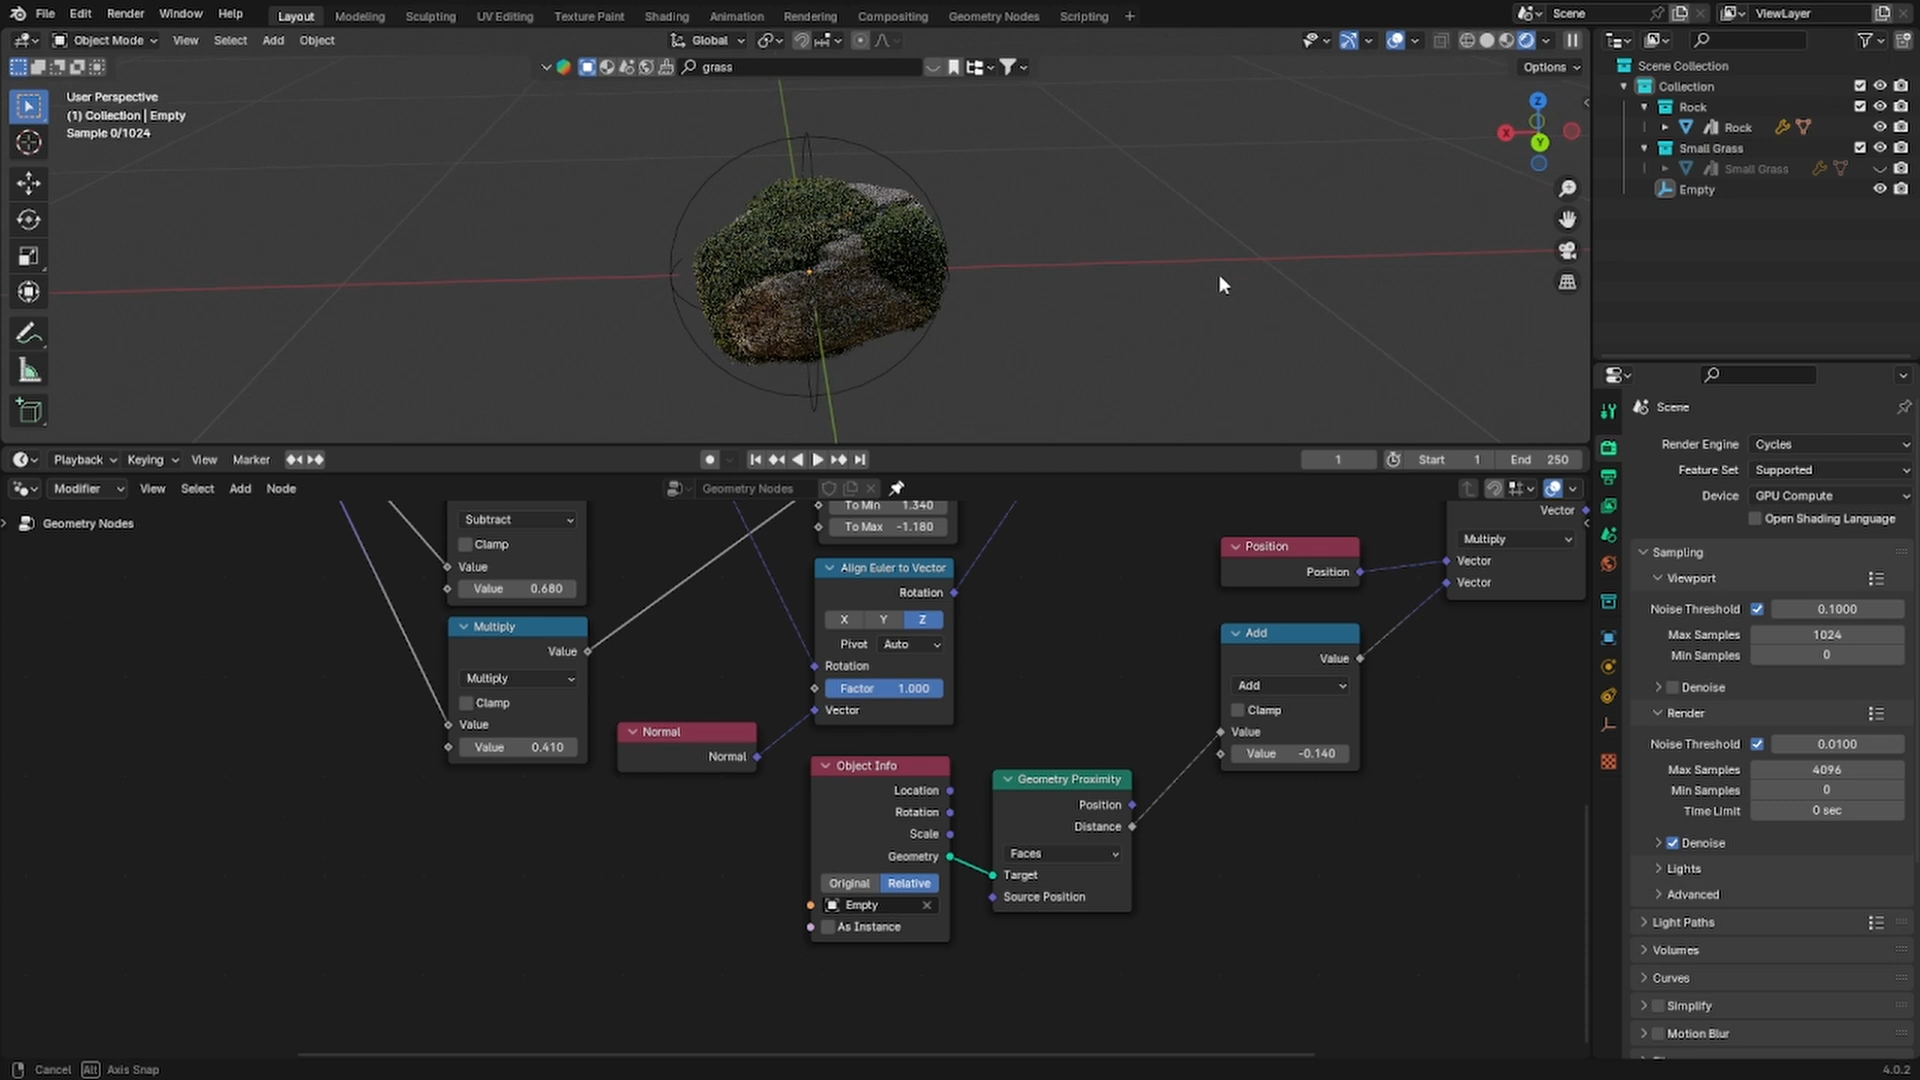 File Edit Render Window Help Layout Modeling Sculpting UV Editing Texture Paint Shading Animation Rendering Compositing Geometry Nodes Scripting + Scene ViewLayer
Object Mode View Select Add Object Global
grass Options
User Perspective
(1) Collection | Empty
Sample 0/1024
Z
X
Y
Scene Collection
Collection
Rock
Rock
Small Grass
Small Grass
Empty
Playback Keying View Marker 1 Start 1 End 250
Modifier View Select Add Node Geometry Nodes
Geometry Nodes
Subtract
Clamp
Value
Value 0.680
Multiply
Value
Multiply
Clamp
Value
Value 0.410
To Min 1.340
To Max -1.180
Align Euler to Vector
Rotation
X Y Z
Pivot Auto
Rotation
Factor 1.000
Vector
Normal
Normal
Object Info
Location
Rotation
Scale
Geometry
Original Relative
Empty
As Instance
Geometry Proximity
Position
Distance
Faces
Target
Source Position
Position
Position
Add
Value
Add
Clamp
Value
Value -0.140
Vector
Multiply
Vector
Vector
Scene
Render Engine Cycles
Feature Set Supported
Device GPU Compute
Open Shading Language
Sampling
Viewport
Noise Threshold 0.1000
Max Samples 1024
Min Samples 0
Denoise
Render
Noise Threshold 0.0100
Max Samples 4096
Min Samples 0
Time Limit 0 sec
Denoise
Lights
Advanced
Light Paths
Volumes
Curves
Simplify
Motion Blur
Cancel Alt Axis Snap 4.0.2